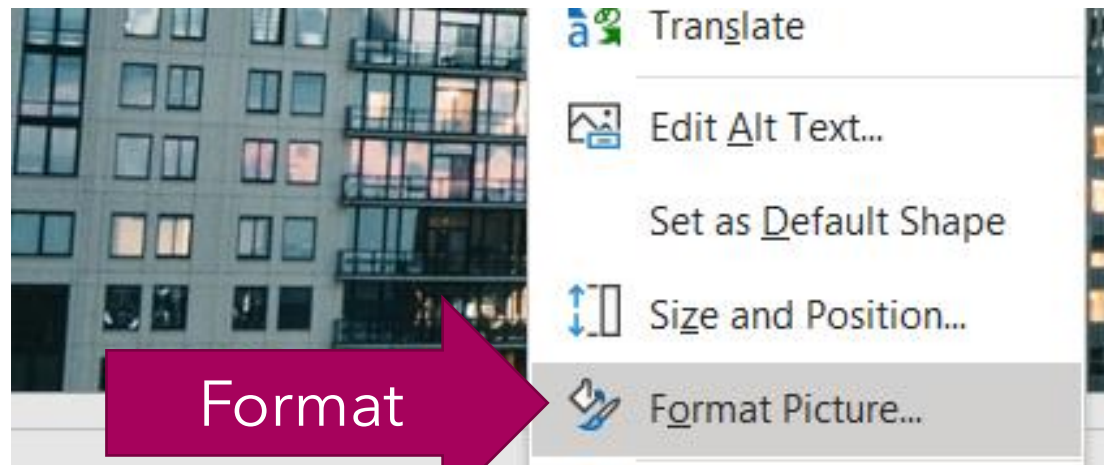 Translate
Edit Alt Text...
Set as Default Shape
Size and Position...
Format
Format Picture...